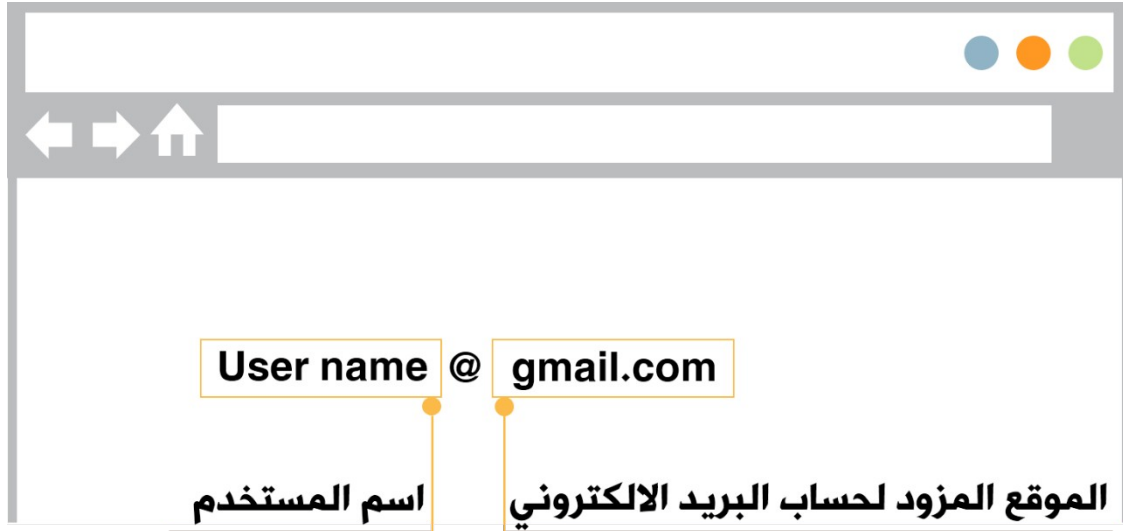 User name @ gmail.com
الموقع المزود لحساب البريد الالكتروني
اسم المستخدم